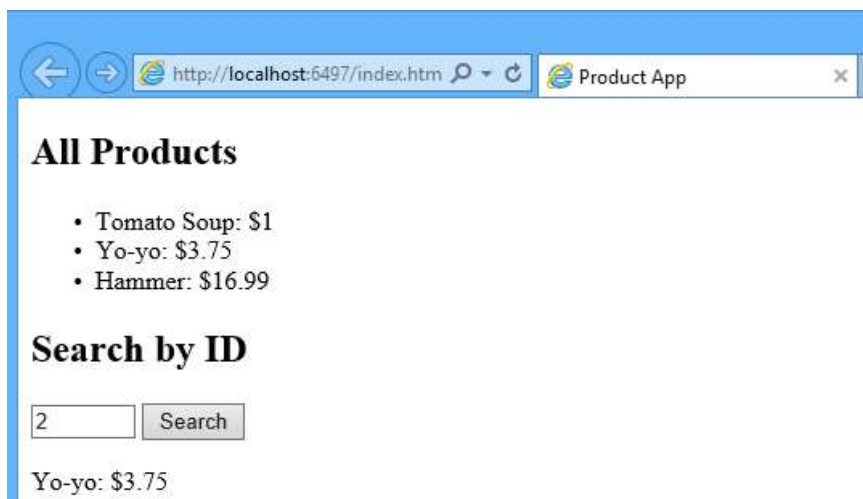 http://localhost:6497/index.htm
Product App
All Products
• Tomato Soup: $1
• Yo-yo: $3.75
• Hammer: $16.99
Search by ID
2
Search
Yo-yo: $3.75